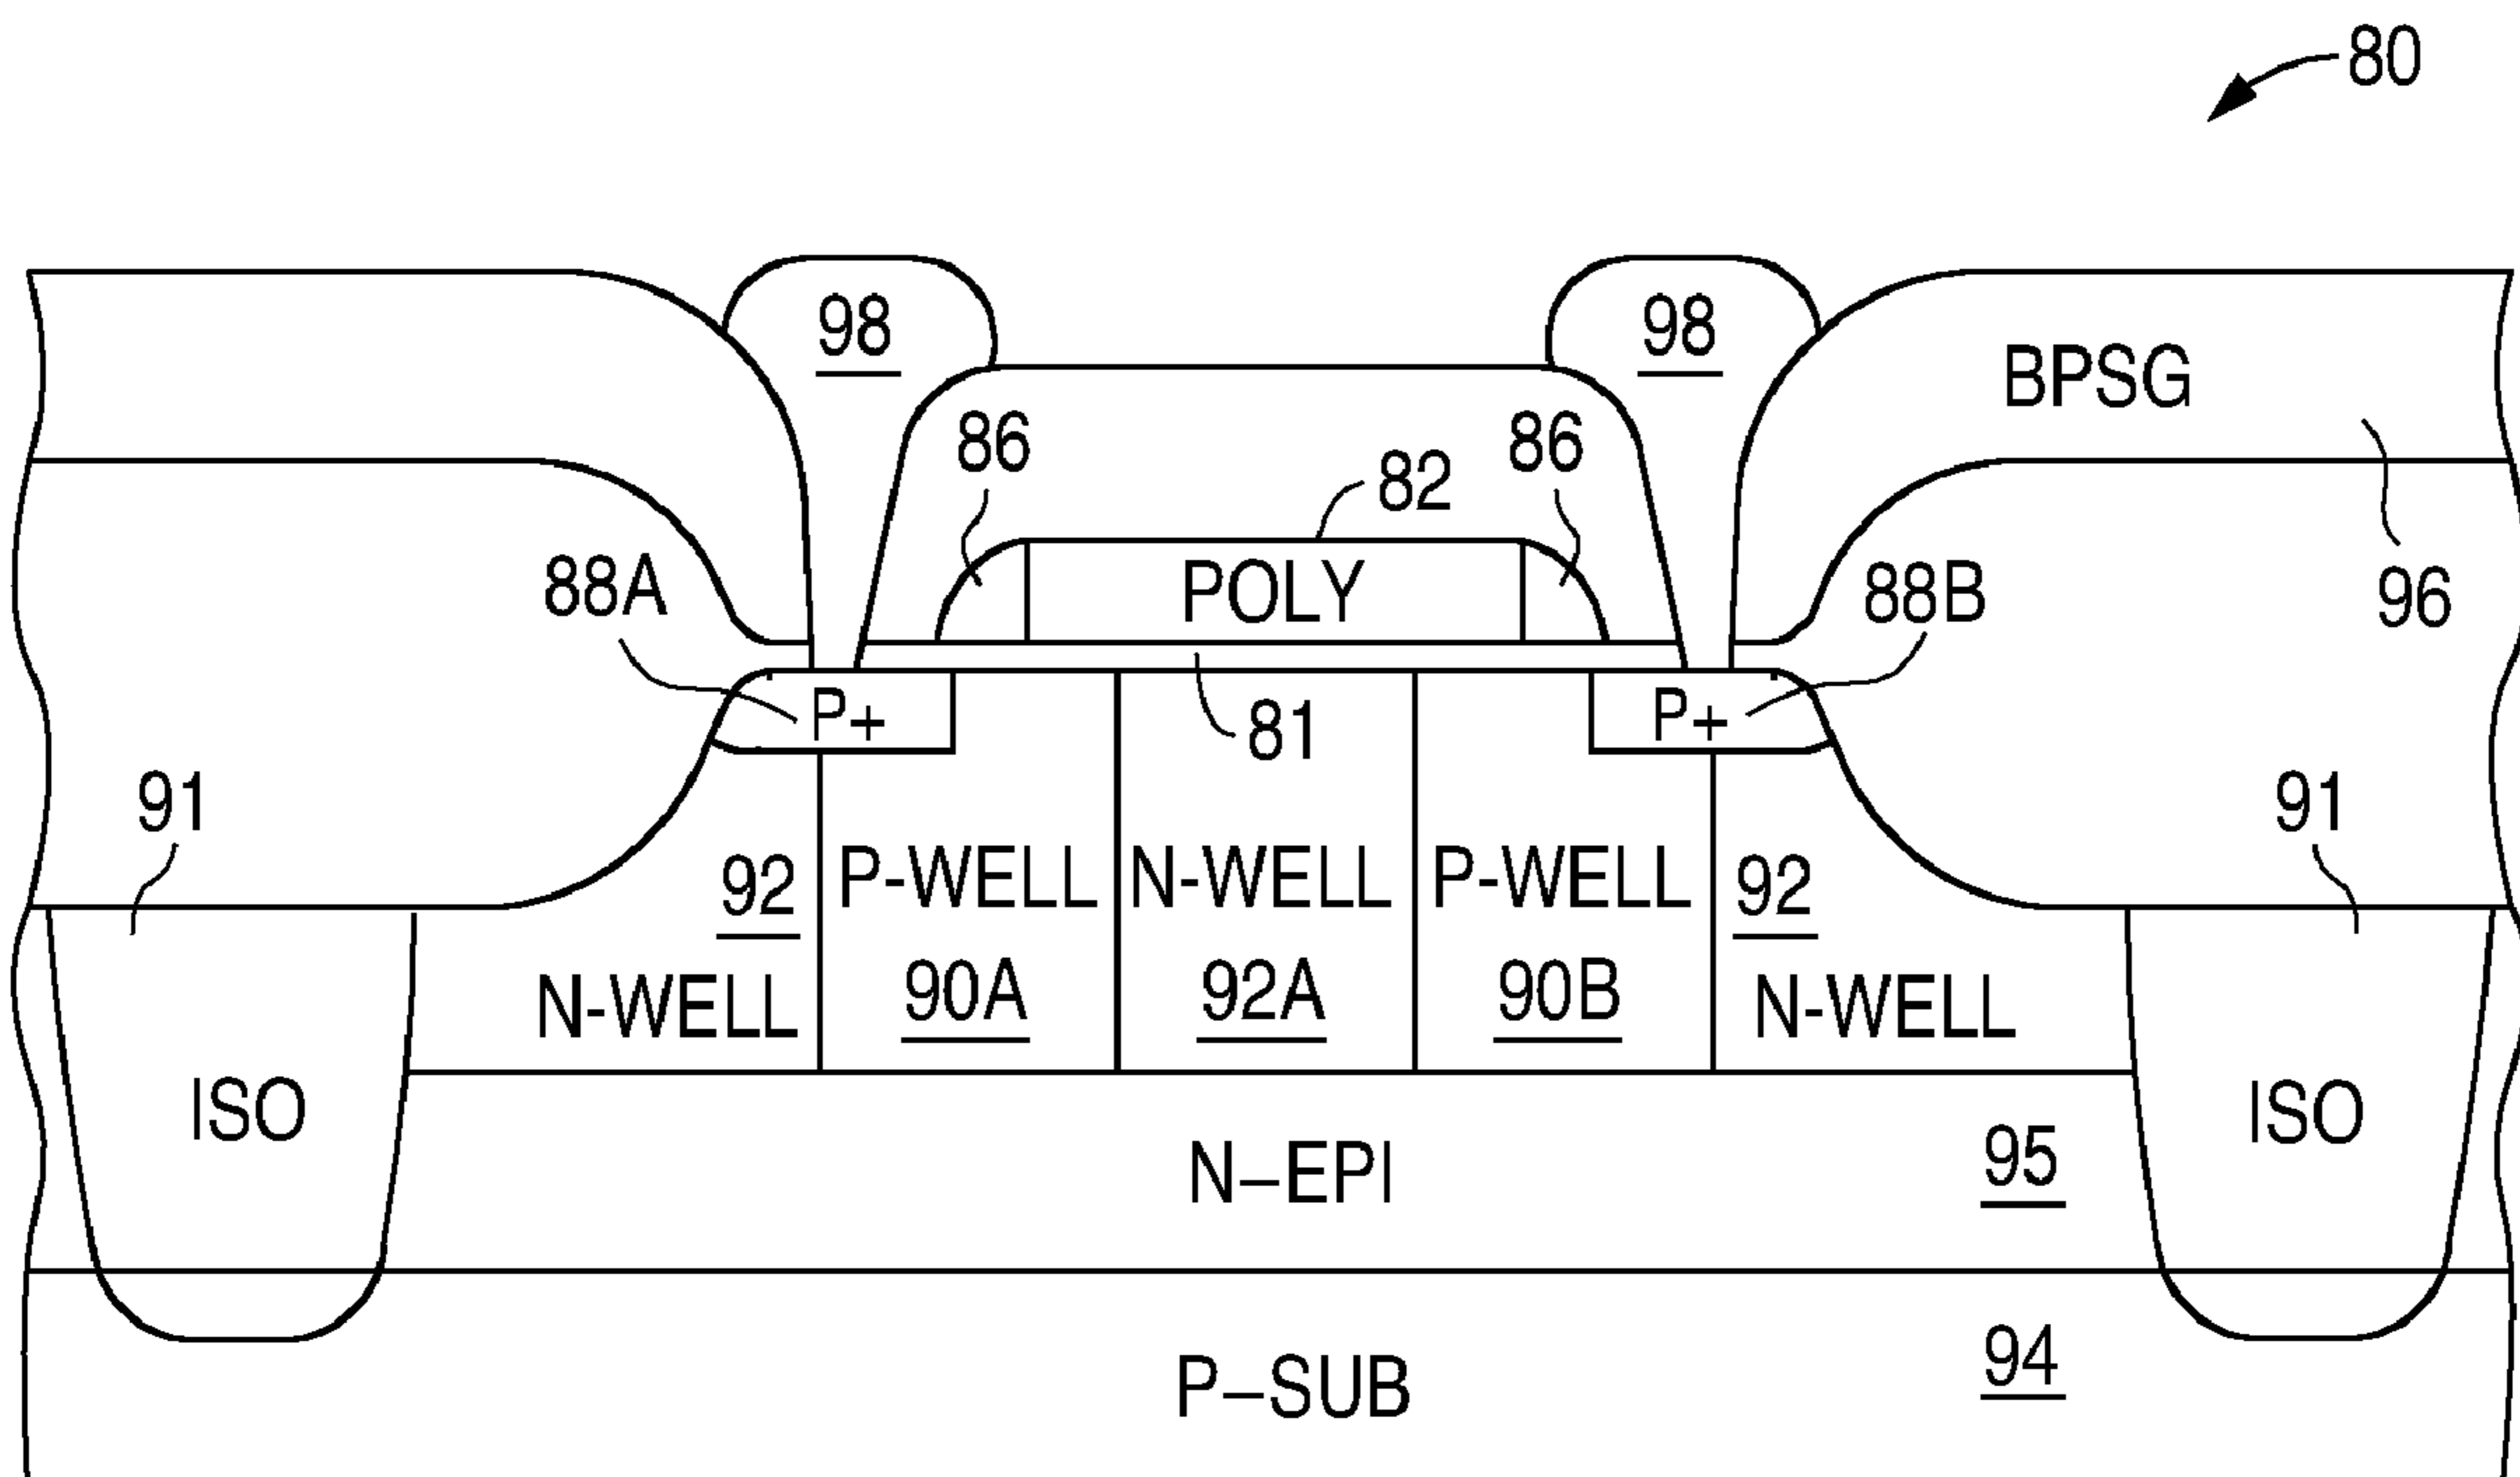 80
98
98
BPSG
86
86
82
88A
POLY
88B
96
P+
P+
81
91
91
92
P-WELL
N-WELL
P-WELL
92
N-WELL
90A
92A
90B
N-WELL
ISO
ISO
N–EPI
95
P–SUB
94